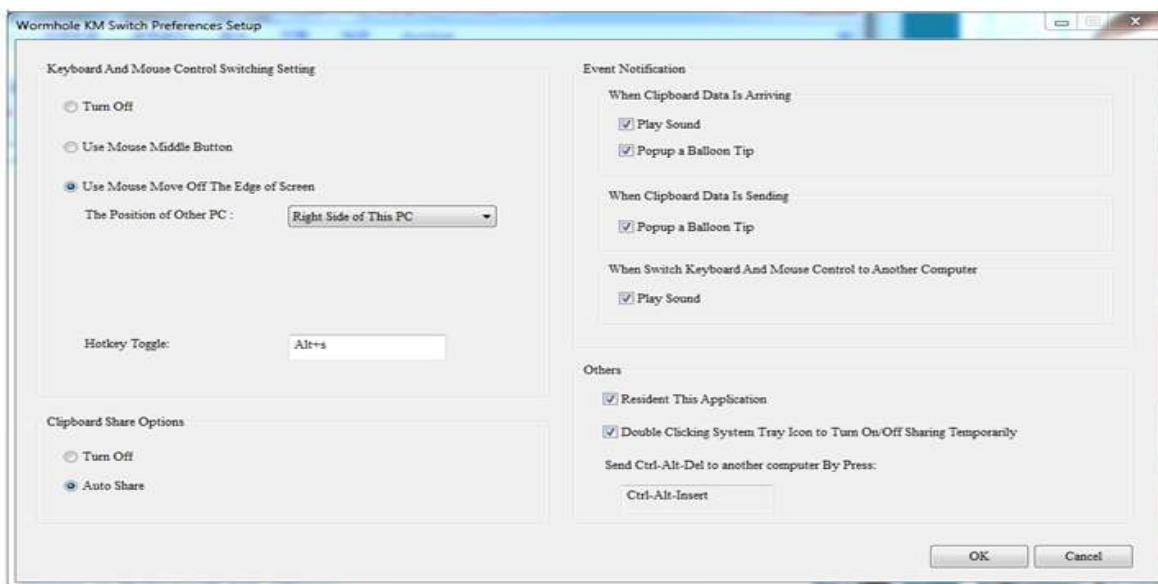 Wormhole KM Switch Preferences Setup
Keyboard And Mouse Control Switching Setting
Turn Off
Use Mouse Middle Button
Use Mouse Move Off The Edge of Screen
The Position of Other PC :
Right Side of This PC
Hotkey Toggle:
Alt+s
Clipboard Share Options
Turn Off
Auto Share
Event Notification
When Clipboard Data Is Arriving
Play Sound
Popup a Balloon Tip
When Clipboard Data Is Sending
Popup a Balloon Tip
When Switch Keyboard And Mouse Control to Another Computer
Play Sound
Others
Resident This Application
Double Clicking System Tray Icon to Turn On/Off Sharing Temporarily
Send Ctrl-Alt-Del to another computer By Press:
Ctrl-Alt-Insert
OK
Cancel